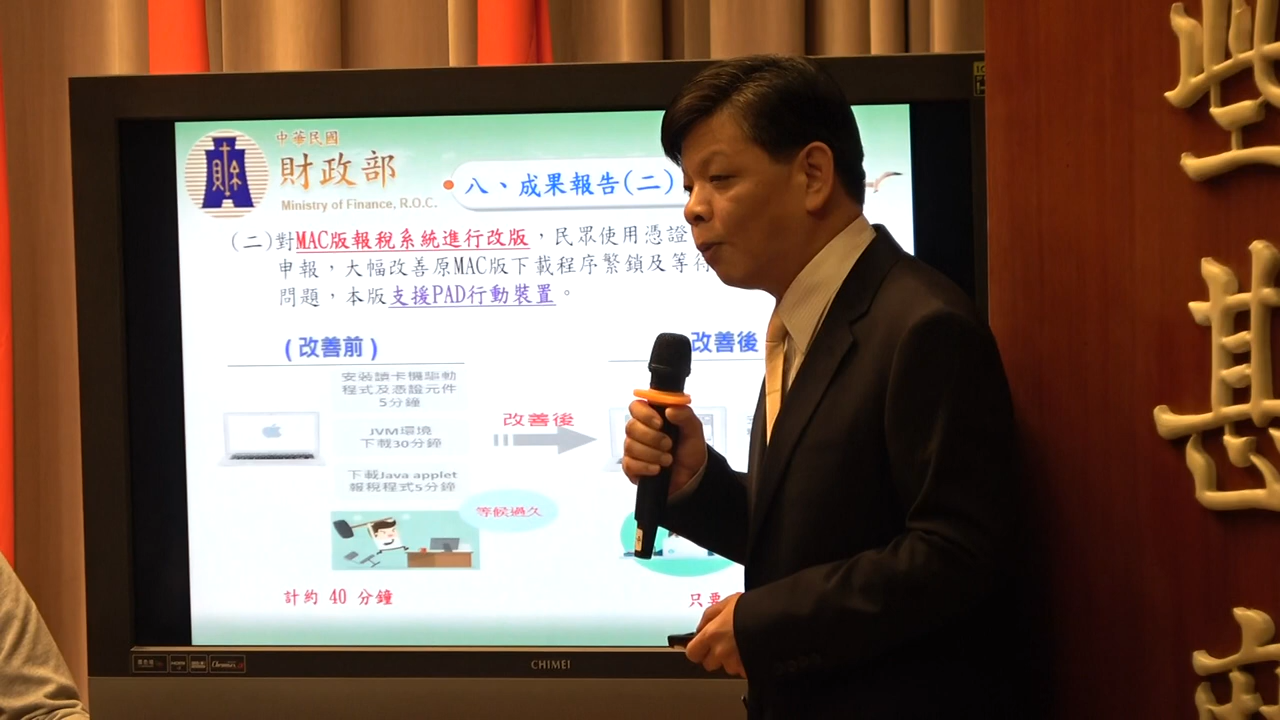 中華民國
財政部
Ministry of Finance, R.O.C.
八、成果報告(二)
(二)對MAC版報稅系統進行改版，民眾使用憑證
申報，大幅改善原MAC版下載程序繁鎖及等待
問題，本版支援PAD行動裝置。
(改善前)
改善後
安裝讀卡機驅動
程式及憑證元件
5分鐘
JVM環境
下載30分鐘
下載Java applet
報稅程式5分鐘
改善後
等候過久
計約 40 分鐘
只要
CHIMEI